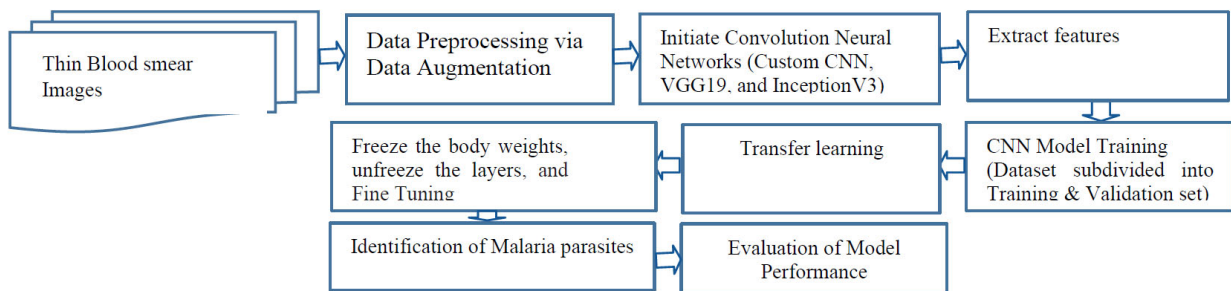 Thin Blood smear
Images
Data Preprocessing via
Data Augmentation
Initiate Convolution Neural
Networks (Custom CNN,
VGG19, and InceptionV3)
Extract features
CNN Model Training
(Dataset subdivided into
Training & Validation set)
Transfer learning
Freeze the body weights,
unfreeze the layers, and
Fine Tuning
Identification of Malaria parasites
Evaluation of Model
Performance